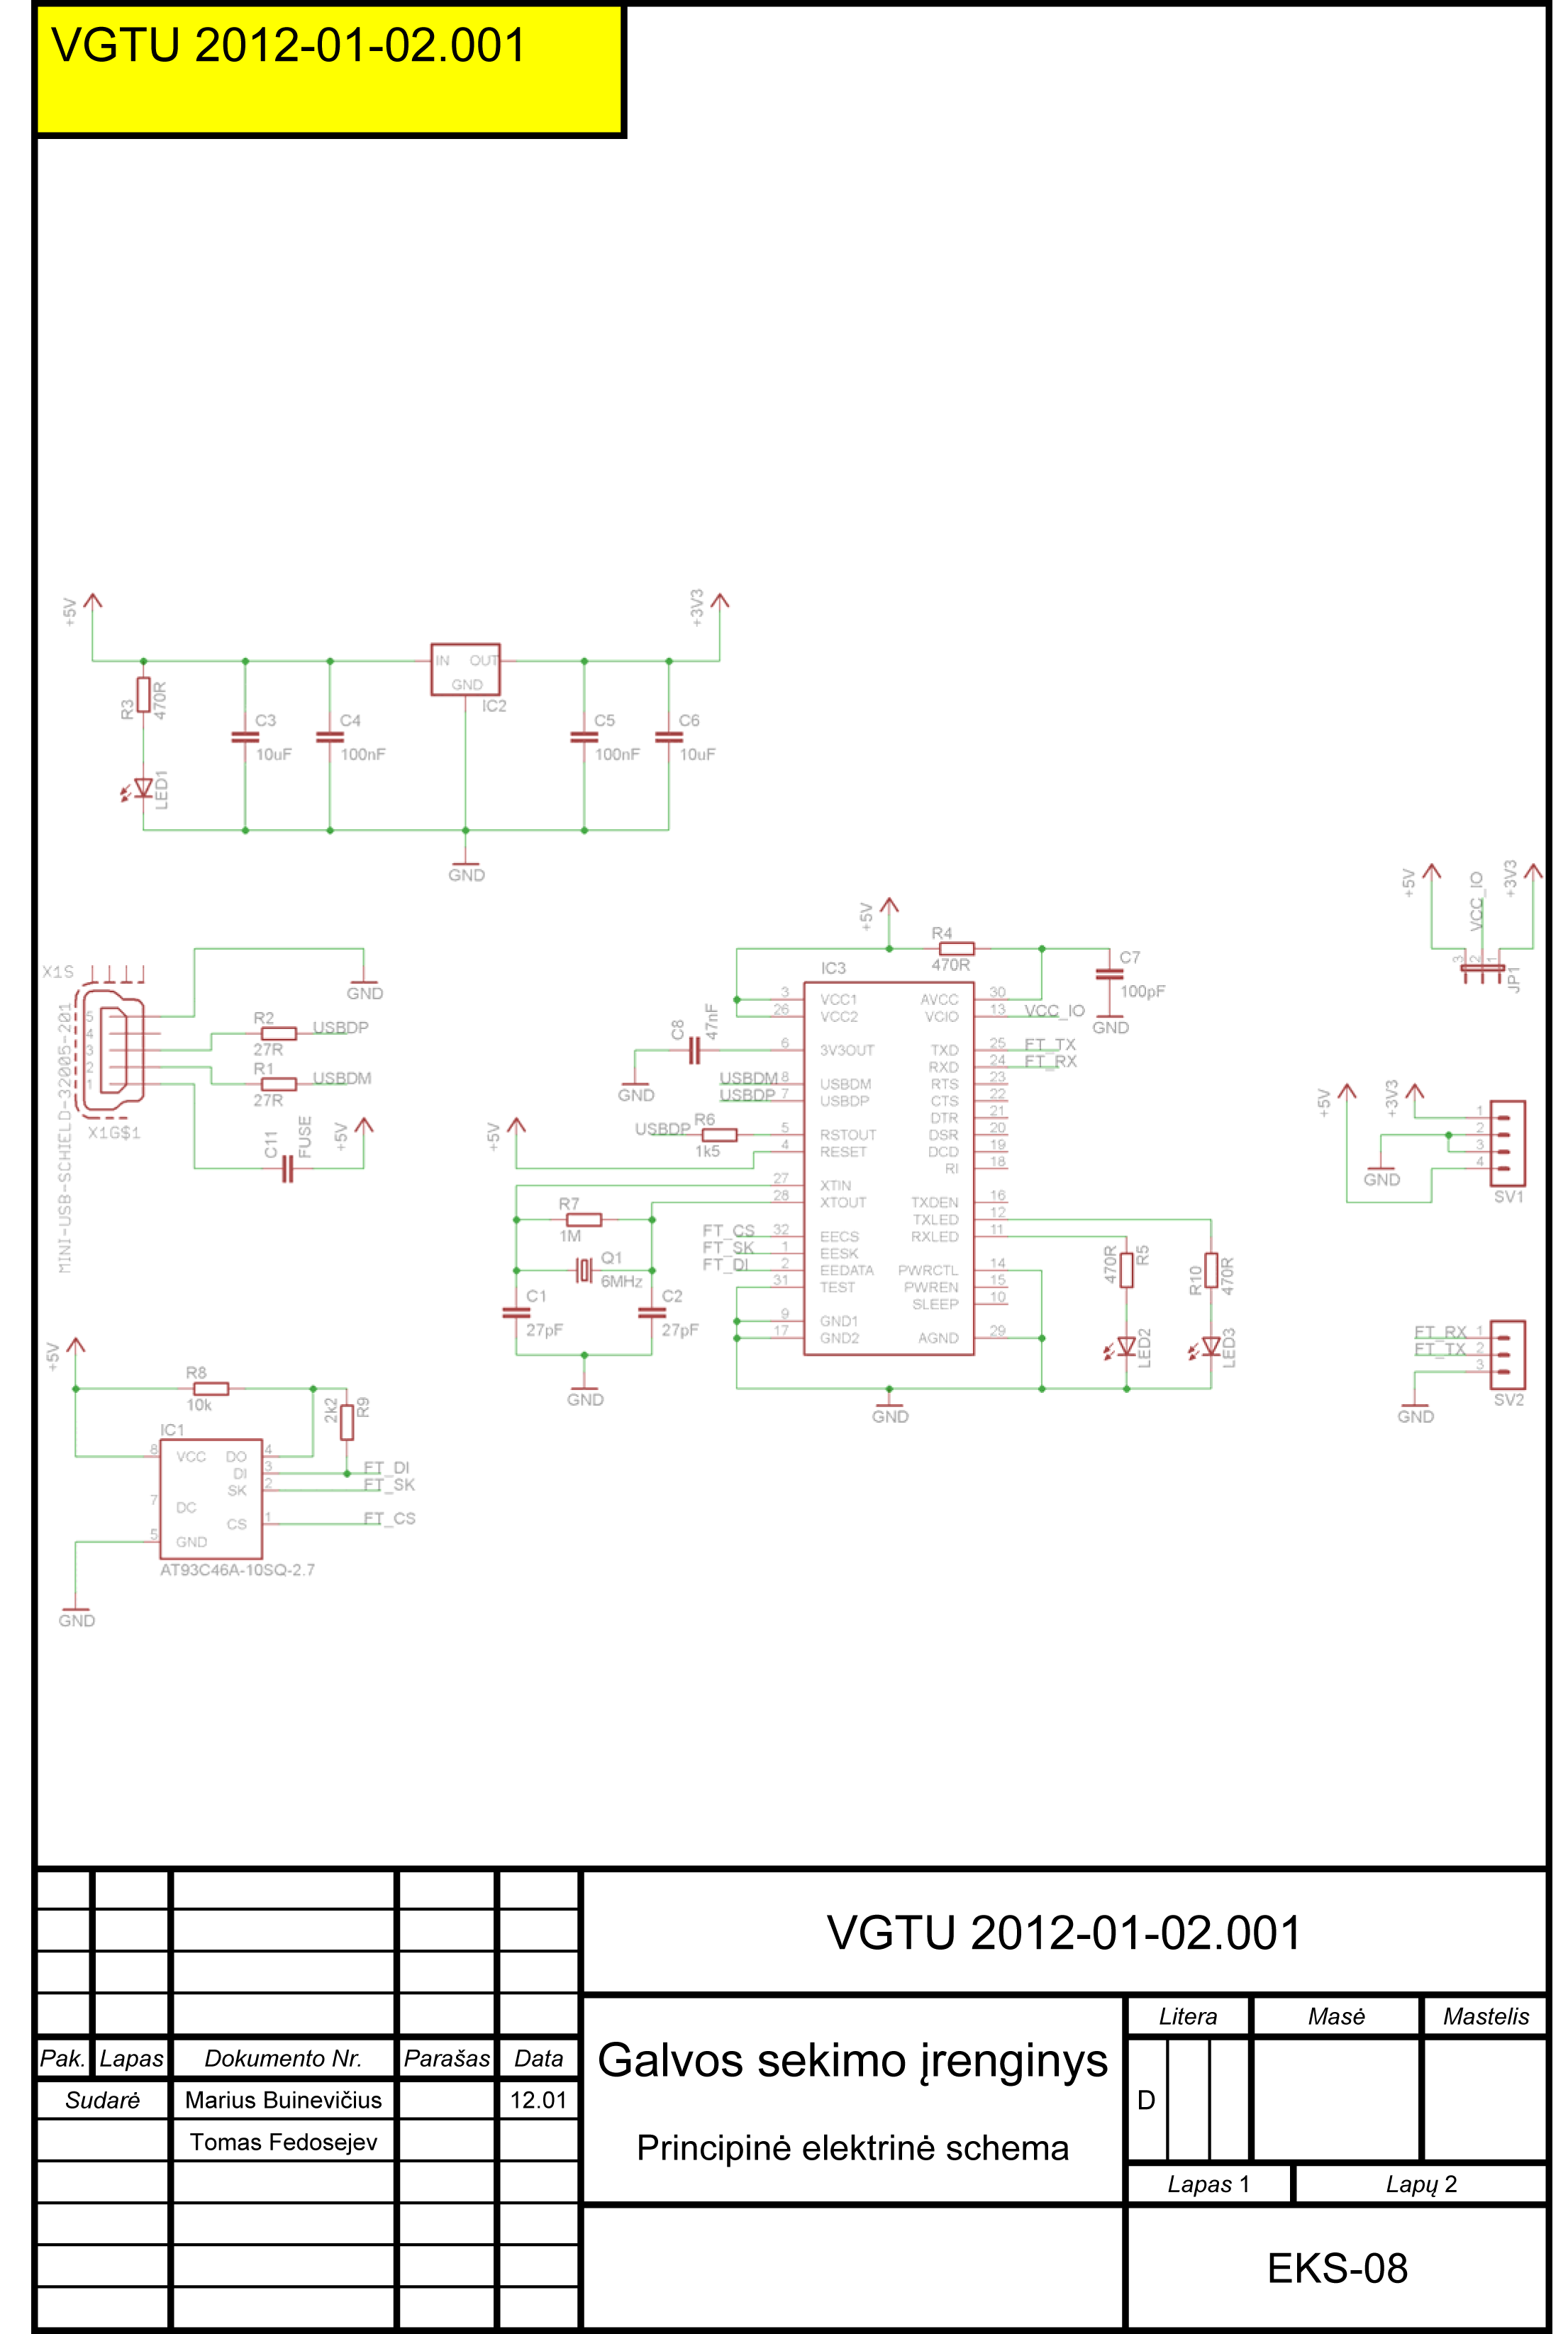 VGTU 2012-01-02.001
+5V
+3V3
IN OUT
GND
IC2
R3
470R
C3
10uF
C4
100nF
C5
100nF
C6
10uF
LED1
GND
X1S
MINI-USB-SCHIELD-32005-201
5
4
3
2
1
X1G$1
GND
R2
27R
USBDP
R1
27R
USBDM
C11
FUSE
+5V
+5V
R4
470R
C7
100pF
GND
IC3
C8
47nF
GND
3 VCC1 AVCC 30
26 VCC2 VCIO 13 VCC_IO
6 3V3OUT TXD 25 FT_TX
RXD 24 FT_RX
USBDM 8 USBDM RTS 23
USBDP 7 USBDP CTS 22
DTR 21
USBDP R6 1k5 5 RSTOUT DSR 20
4 RESET DCD 19
RI 18
27 XTIN
28 XTOUT TXDEN 16
TXLED 12
FT_CS 32 EECS RXLED 11
FT_SK 1 EESK
FT_DI 2 EEDATA PWRCTL 14
31 TEST PWREN 15
SLEEP 10
9 GND1
17 GND2 AGND 29
+5V
R7
1M
Q1
6MHz
C1
27pF
C2
27pF
GND
GND
470R
R5
R10
470R
LED2
LED3
+5V
VCC_IO
+3V3
3 2 1
JP1
+5V
+3V3
1
2
3
4
GND
SV1
FT_RX 1
FT_TX 2
3
GND
SV2
+5V
R8
10k
2k2
R9
IC1
8 VCC DO 4
DI 3 FT_DI
SK 2 FT_SK
7 DC
CS 1 FT_CS
5 GND
AT93C46A-10SQ-2.7
GND
VGTU 2012-01-02.001
Pak. Lapas Dokumento Nr. Parašas Data
Sudarė Marius Buinevičius 12.01
Tomas Fedosejev
Galvos sekimo įrenginys
Principinė elektrinė schema
Litera Masė Mastelis
D
Lapas 1 Lapų 2
EKS-08